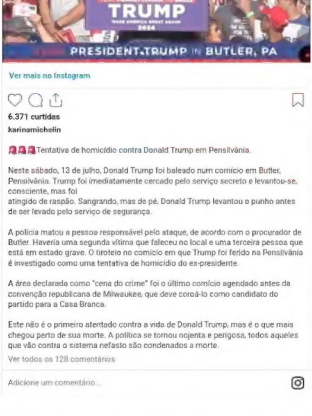 TRUMP
MAKE AMERICA GREAT AGAIN!
2024
PRESIDENT TRUMP IN BUTLER, PA
Ver mais no Instagram
6.371 curtidas
karinamichelin
🚨🚨🚨Tentativa de homicídio contra Donald Trump em Pensilvânia.
Neste sábado, 13 de julho, Donald Trump foi baleado num comício em Butler,
Pensilvânia. Trump foi imediatamente cercado pelo serviço secreto e levantou-se,
consciente, mas foi
atingido de raspão. Sangrando, mas de pé, Donald Trump levantou o punho antes
de ser levado pelo serviço de segurança.
A polícia matou a pessoa responsável pelo ataque, de acordo com o procurador de
Butler. Haveria uma segunda vítima que faleceu no local e uma terceira pessoa que
está em estado grave. O tiroteio no comício em que Trump foi ferido na Pensilvânia
é investigado como uma tentativa de homicídio do ex-presidente.
A área declarada como "cena do crime" foi o último comício agendado antes da
convenção republicana de Milwaukee, que deve coroá-lo como candidato do
partido para a Casa Branca.
Este não é o primeiro atentado contra a vida de Donald Trump, mas é o que mais
chegou perto de sua morte. A política se tornou nojenta e perigosa, todos aqueles
que vão contra o sistema nefasto são condenados a morte.
Ver todos os 128 comentários
Adicione um comentário...